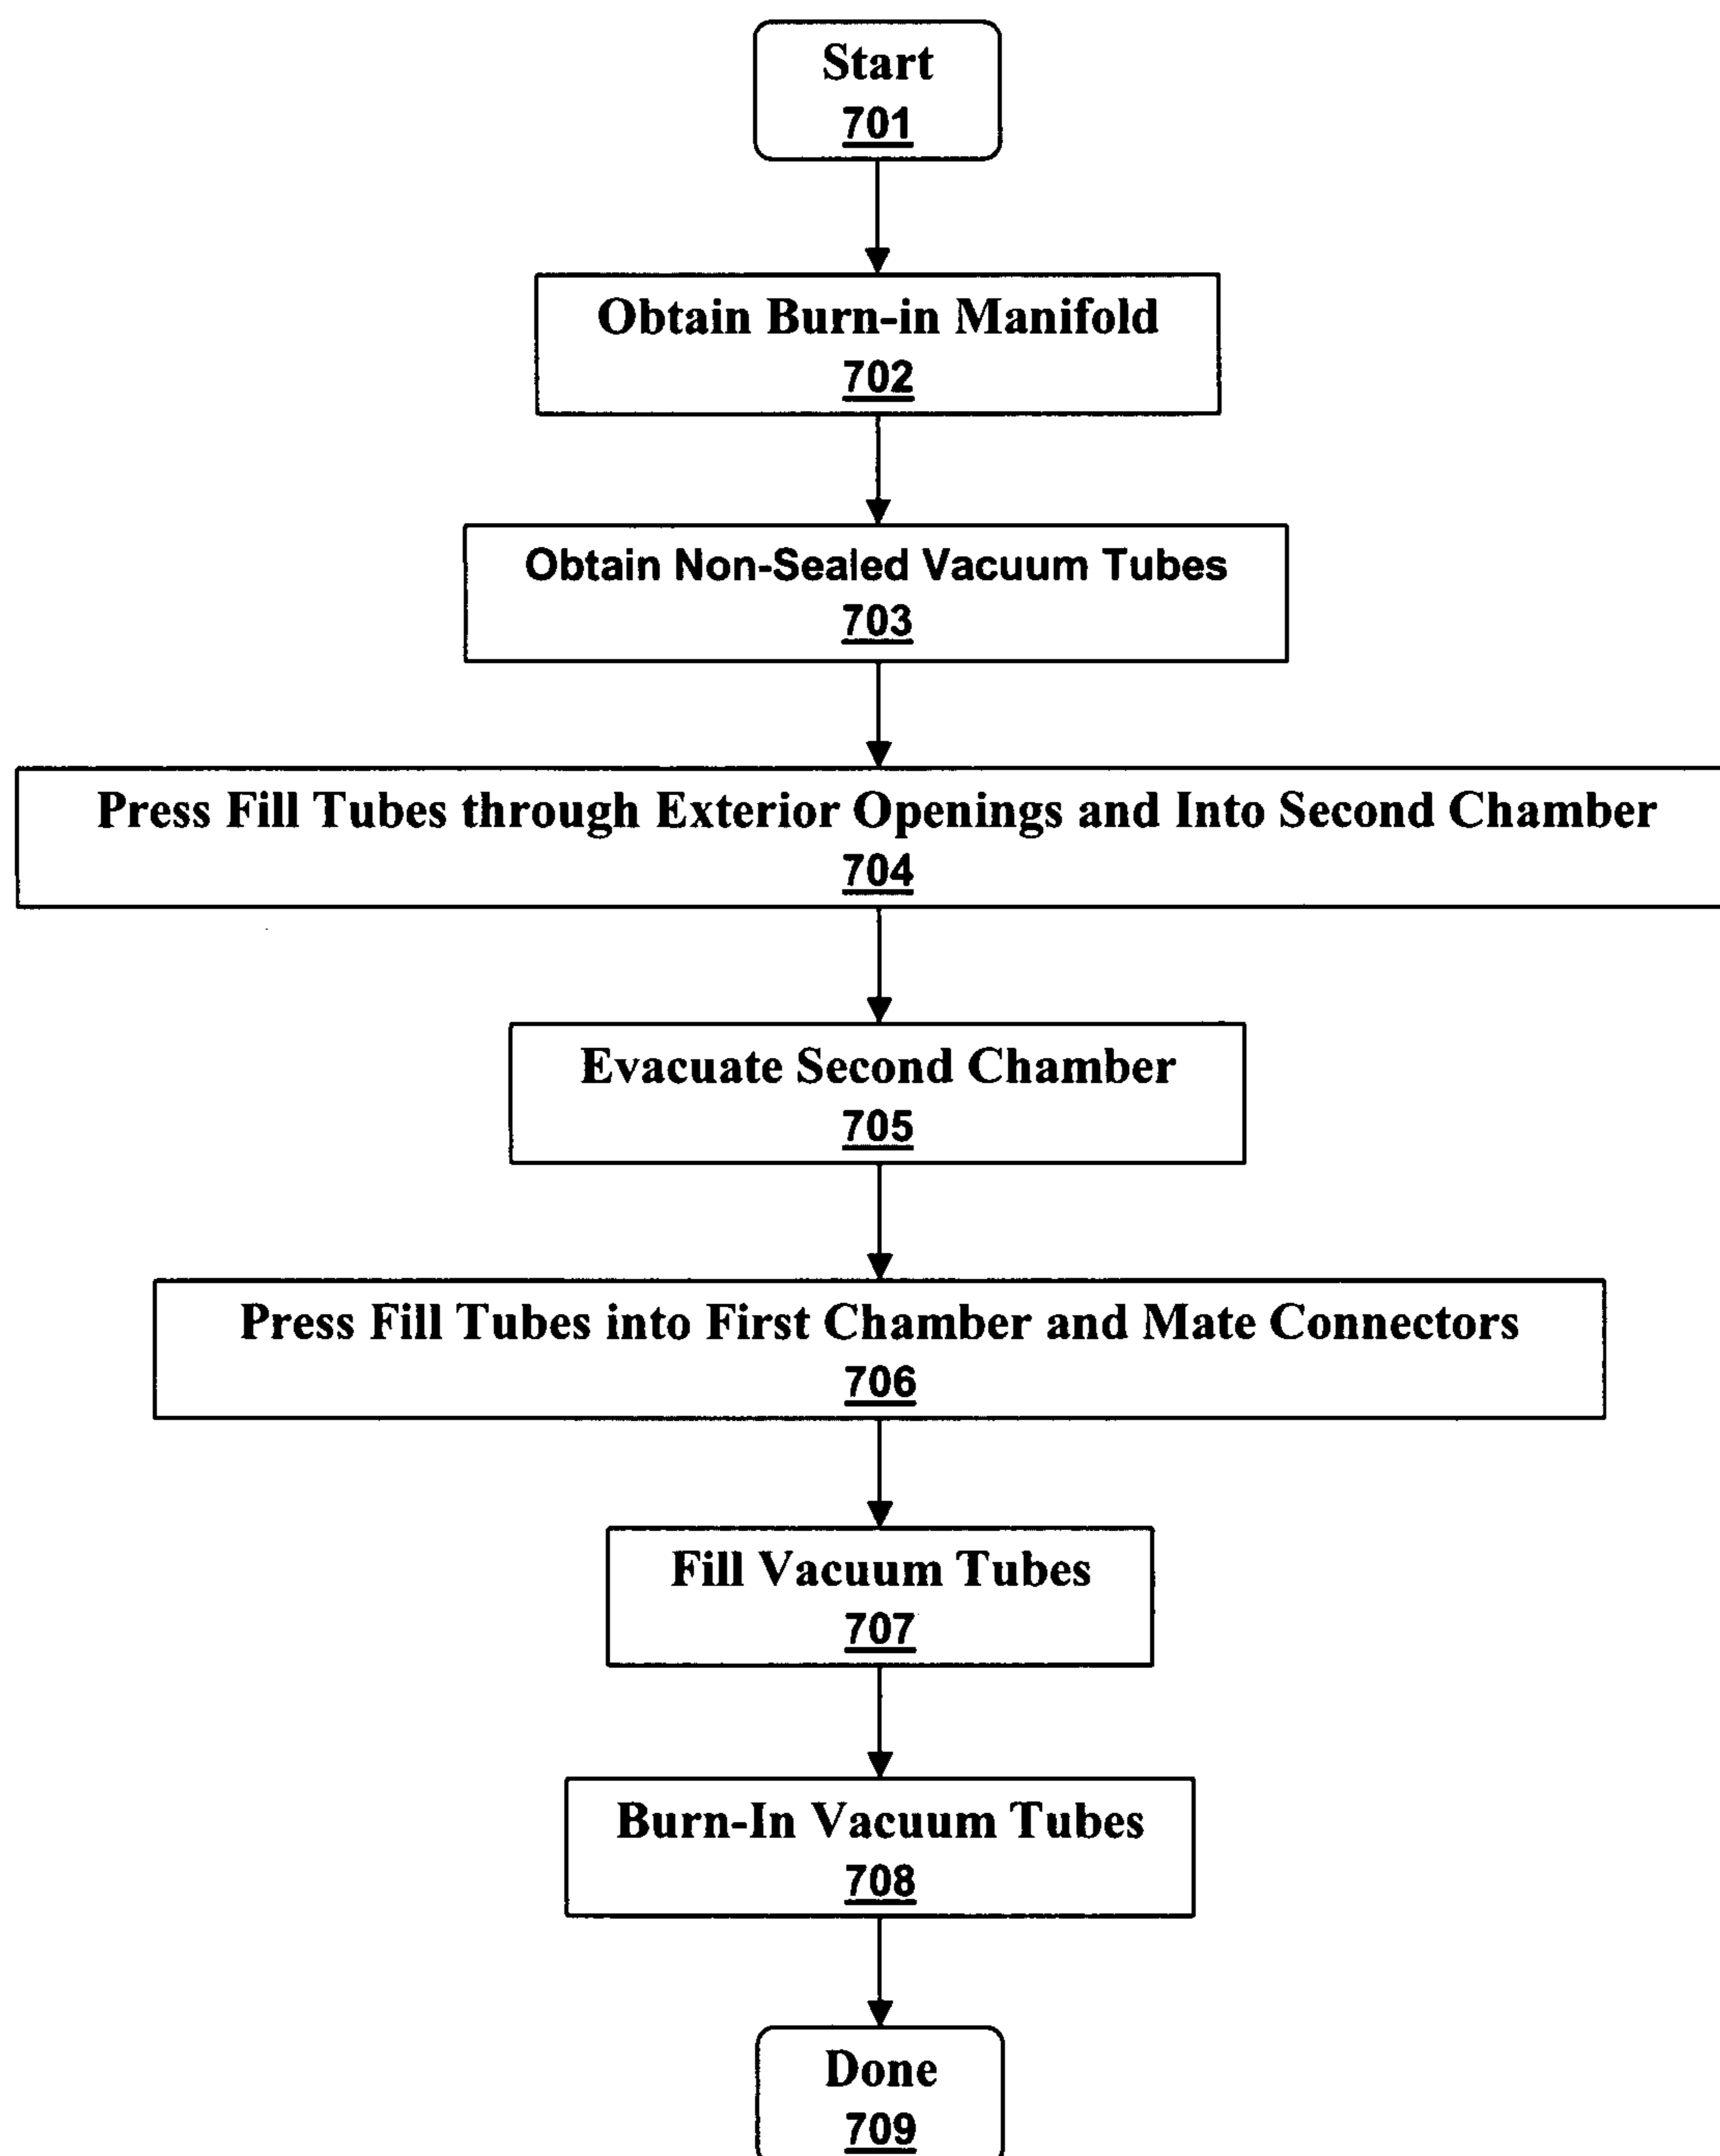 Start
701
Obtain Burn-in Manifold
702
Obtain Non-Sealed Vacuum Tubes
703
Press Fill Tubes through Exterior Openings and Into Second Chamber
704
Evacuate Second Chamber
705
Press Fill Tubes into First Chamber and Mate Connectors
706
Fill Vacuum Tubes
707
Burn-In Vacuum Tubes
708
Done
709